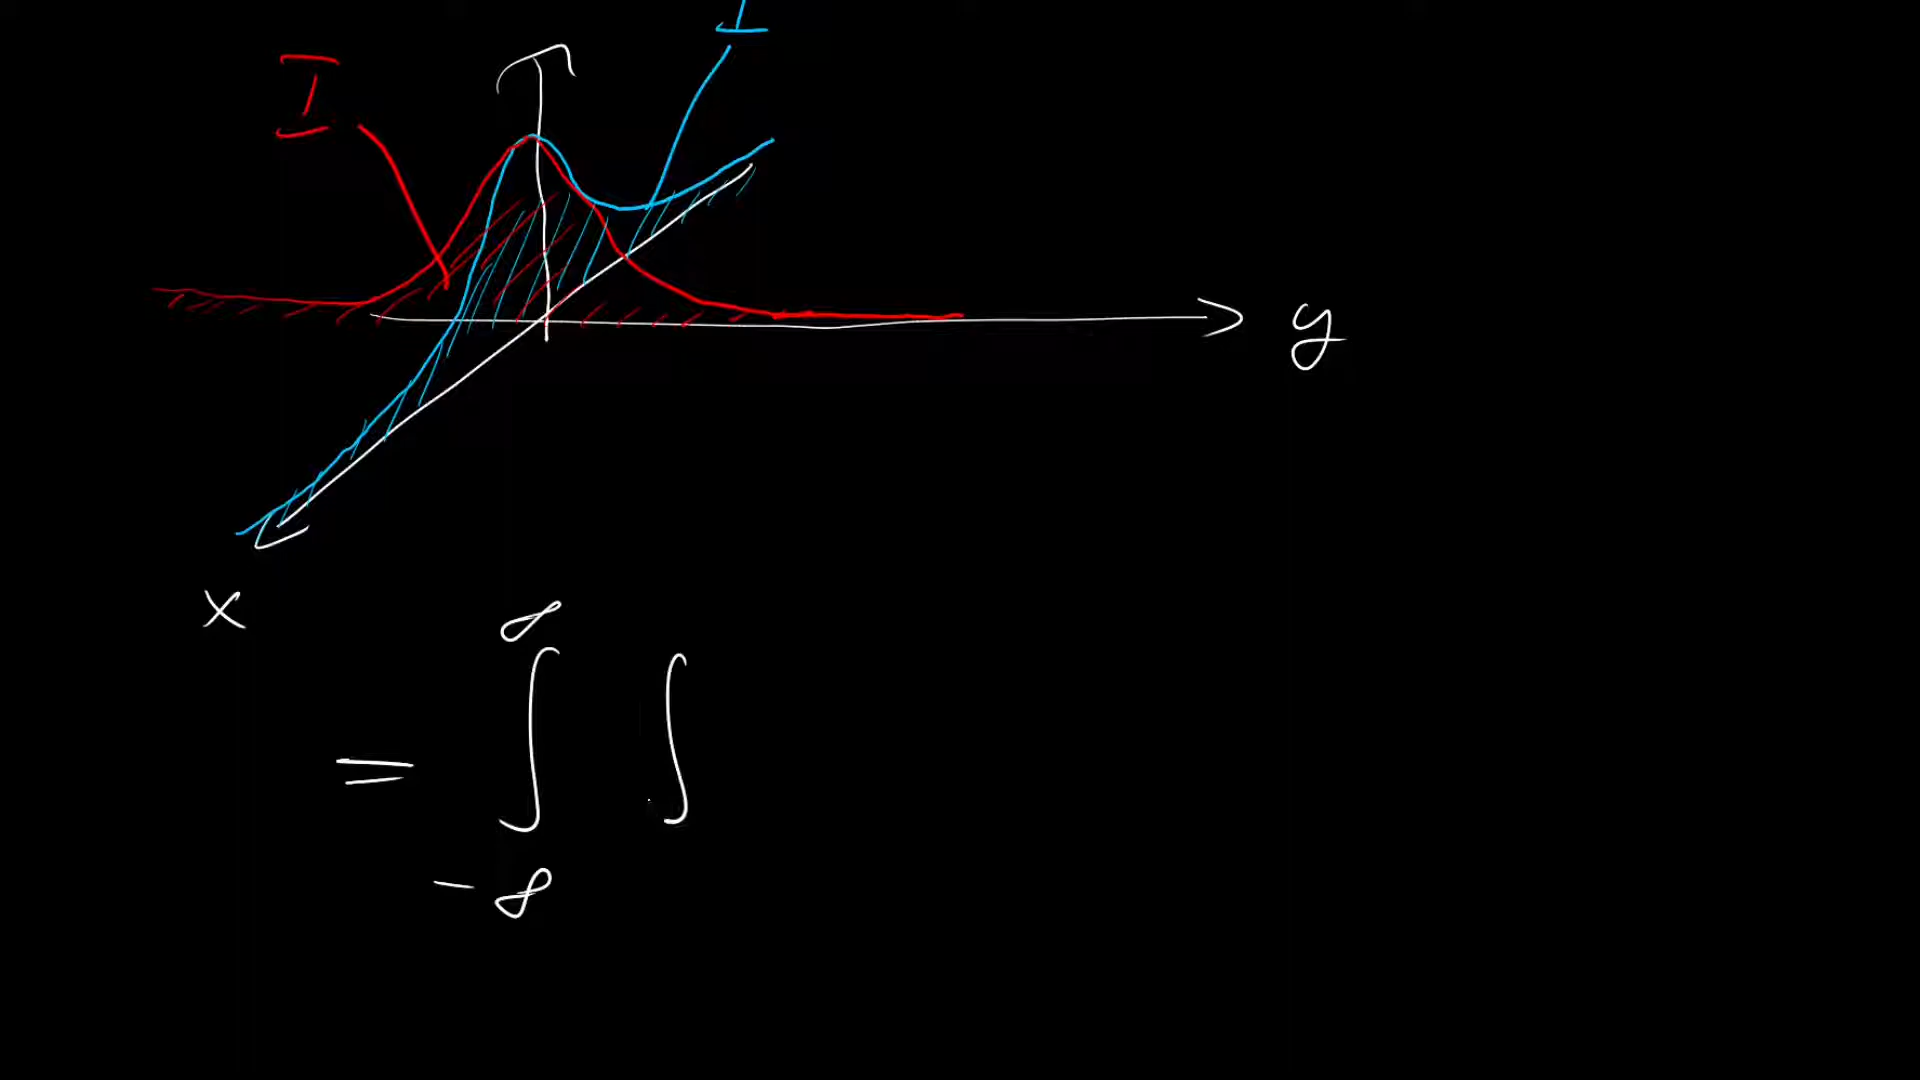 I I
y
x
∞
= ∫ ∫
-∞